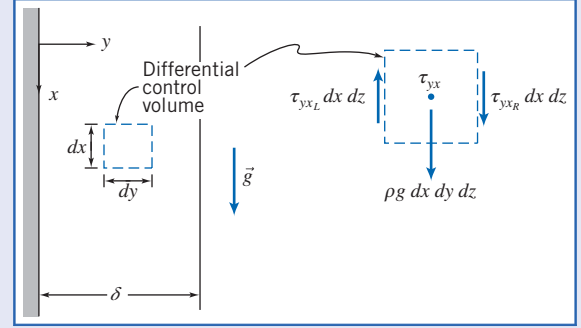 y
x
Differential
control
volume
dx
dy
g⃗
δ
τyxL dx dz
τyx
τyxR dx dz
ρg dx dy dz